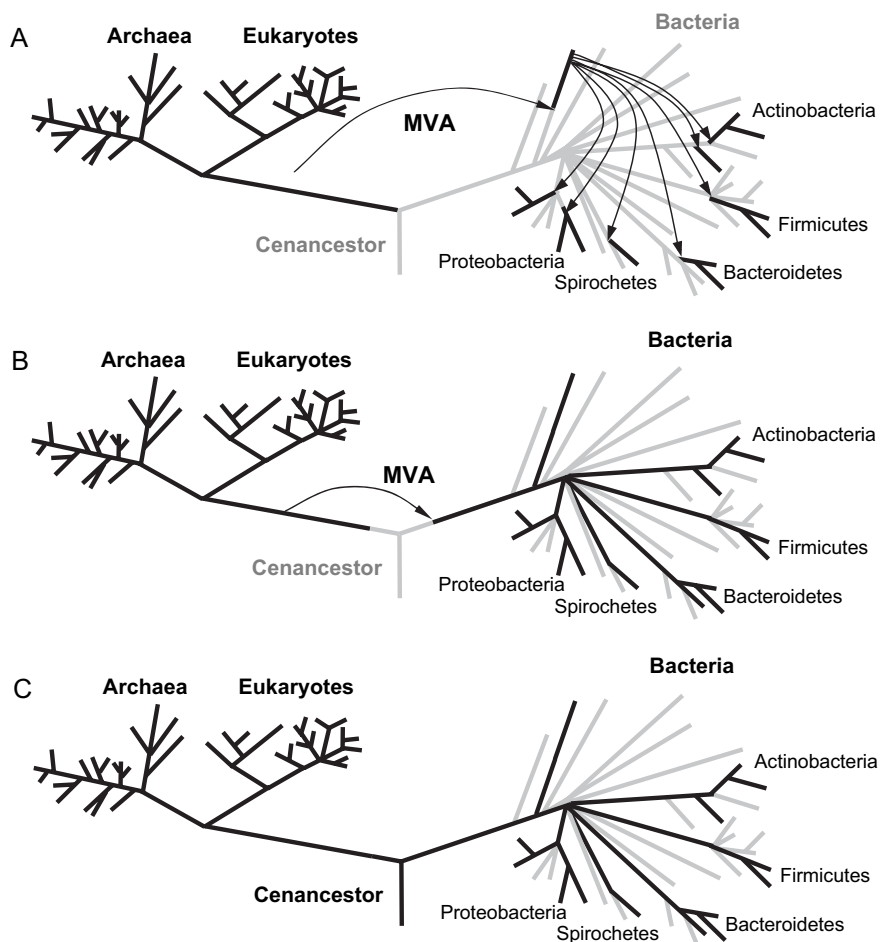 A
Archaea
Eukaryotes
Bacteria
MVA
Actinobacteria
Cenancestor
Firmicutes
Proteobacteria
Spirochetes
Bacteroidetes
B
Archaea
Eukaryotes
Bacteria
MVA
Actinobacteria
Cenancestor
Firmicutes
Proteobacteria
Spirochetes
Bacteroidetes
C
Archaea
Eukaryotes
Bacteria
Actinobacteria
Cenancestor
Firmicutes
Proteobacteria
Spirochetes
Bacteroidetes